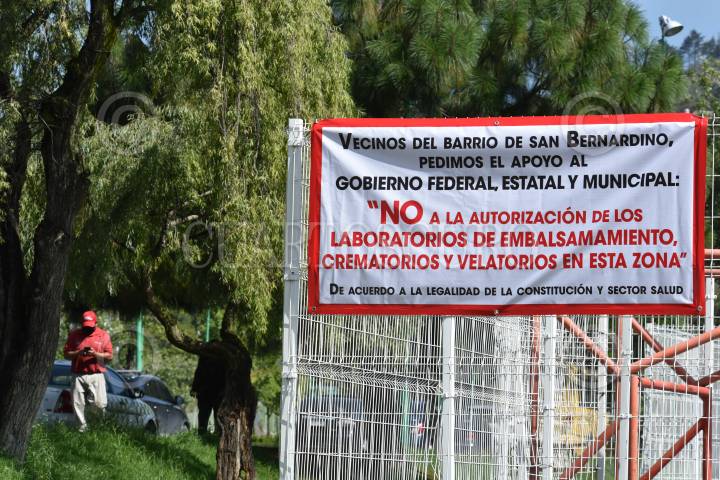 Vecinos del barrio de San Bernardino,
pedimos el apoyo al
gobierno federal, estatal y municipal:
"NO a la autorización de los
laboratorios de embalsamamiento,
crematorios y velatorios en esta zona"
De acuerdo a la legalidad de la constitución y sector salud